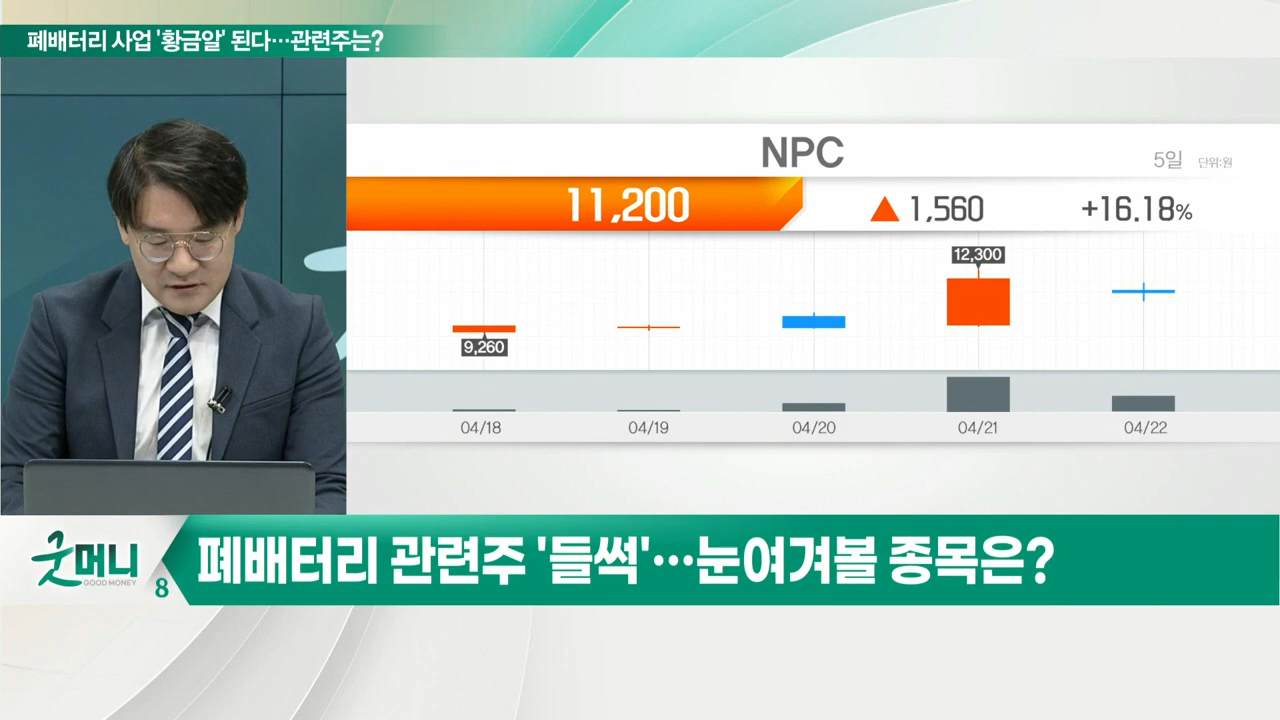 폐배터리 사업 '황금알' 된다…관련주는?
NPC
5일 단위:원
11,200 ▲ 1,560 +16.18%
12,300
9,260
04/18 04/19 04/20 04/21 04/22
굿머니
GOOD MONEY
8
폐배터리 관련주 '들썩'…눈여겨볼 종목은?